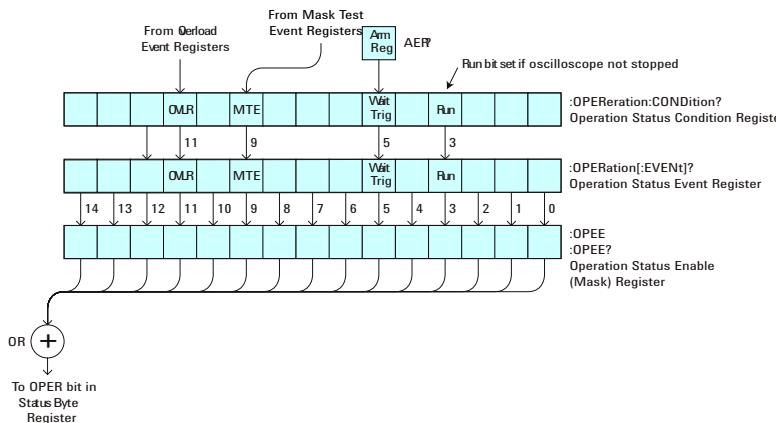 From Mask Test
Event Registers
From Overload
Event Registers
Arm
Reg
AER?
Run bit set if oscilloscope not stopped
OVLR
MTE
Wait
Trig
Run
:OPEReration:CONDition?
Operation Status Condition Registe
11
9
5
3
OVLR
MTE
Wait
Trig
Run
:OPERation[:EVENt]?
Operation Status Event Register
14
13
12
11
10
9
8
7
6
5
4
3
2
1
0
:OPEE
:OPEE?
Operation Status Enable
(Mask) Register
OR
+
To OPER bit in
Status Byte
Register